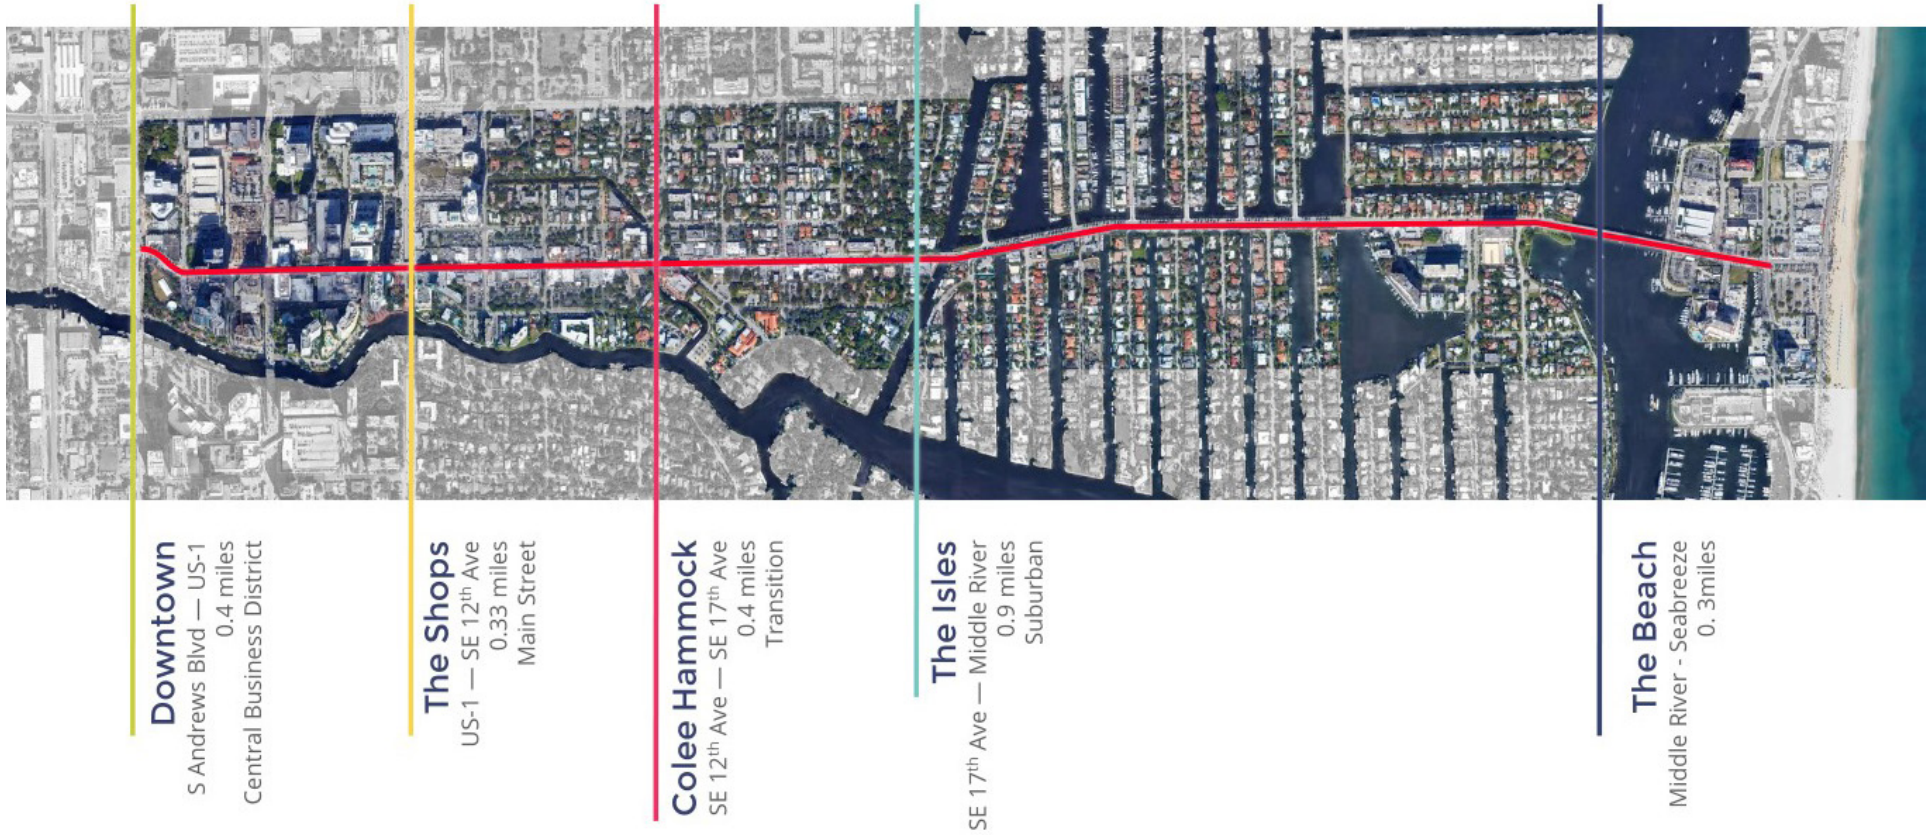 Downtown
S Andrews Blvd — US-1
0.4 miles
Central Business District
The Shops
US-1 — SE 12th Ave
0.33 miles
Main Street
Colee Hammock
SE 12th Ave — SE 17th Ave
0.4 miles
Transition
The Isles
SE 17th Ave — Middle River
0.9 miles
Suburban
The Beach
Middle River - Seabreeze
0. 3miles